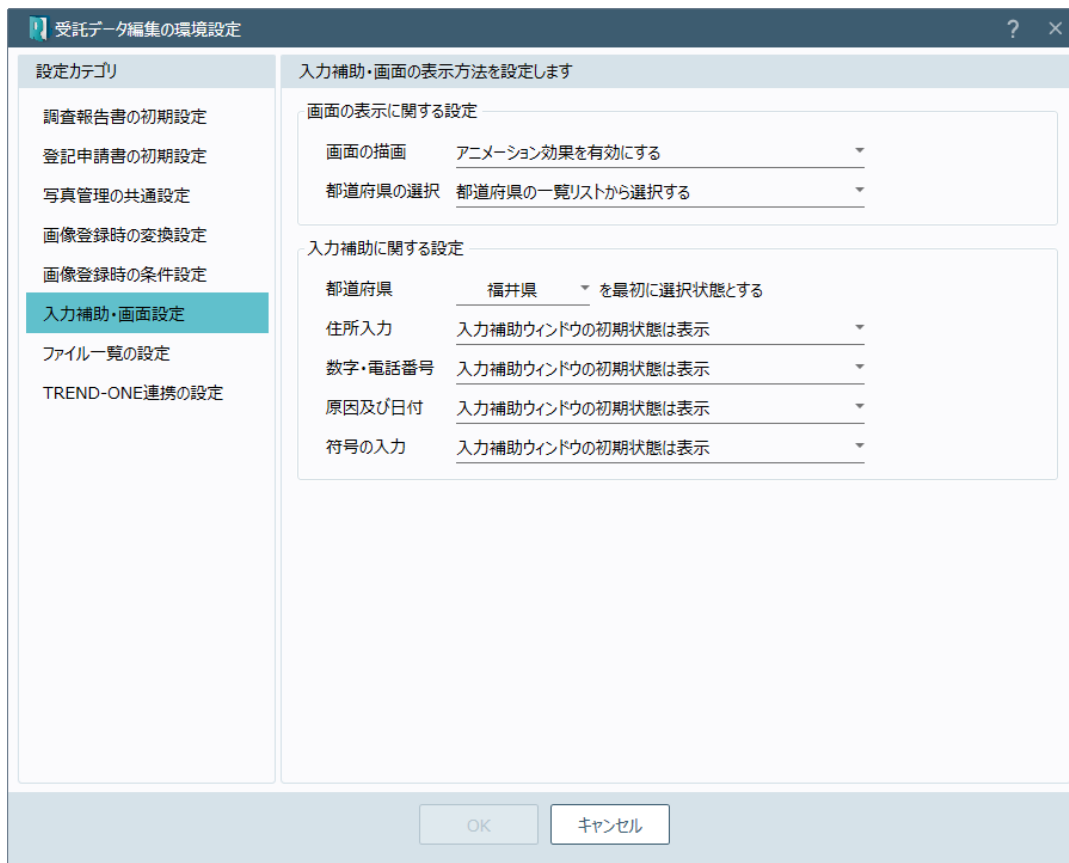 受託データ編集の環境設定
?
×
設定カテゴリ
調査報告書の初期設定
登記申請書の初期設定
写真管理の共通設定
画像登録時の変換設定
画像登録時の条件設定
入力補助・画面設定
ファイル一覧の設定
TREND-ONE連携の設定
入力補助・画面の表示方法を設定します
画面の表示に関する設定
画面の描画 アニメーション効果を有効にする
都道府県の選択 都道府県の一覧リストから選択する
入力補助に関する設定
都道府県 福井県 を最初に選択状態とする
住所入力 入力補助ウィンドウの初期状態は表示
数字・電話番号 入力補助ウィンドウの初期状態は表示
原因及び日付 入力補助ウィンドウの初期状態は表示
符号の入力 入力補助ウィンドウの初期状態は表示
OK キャンセル